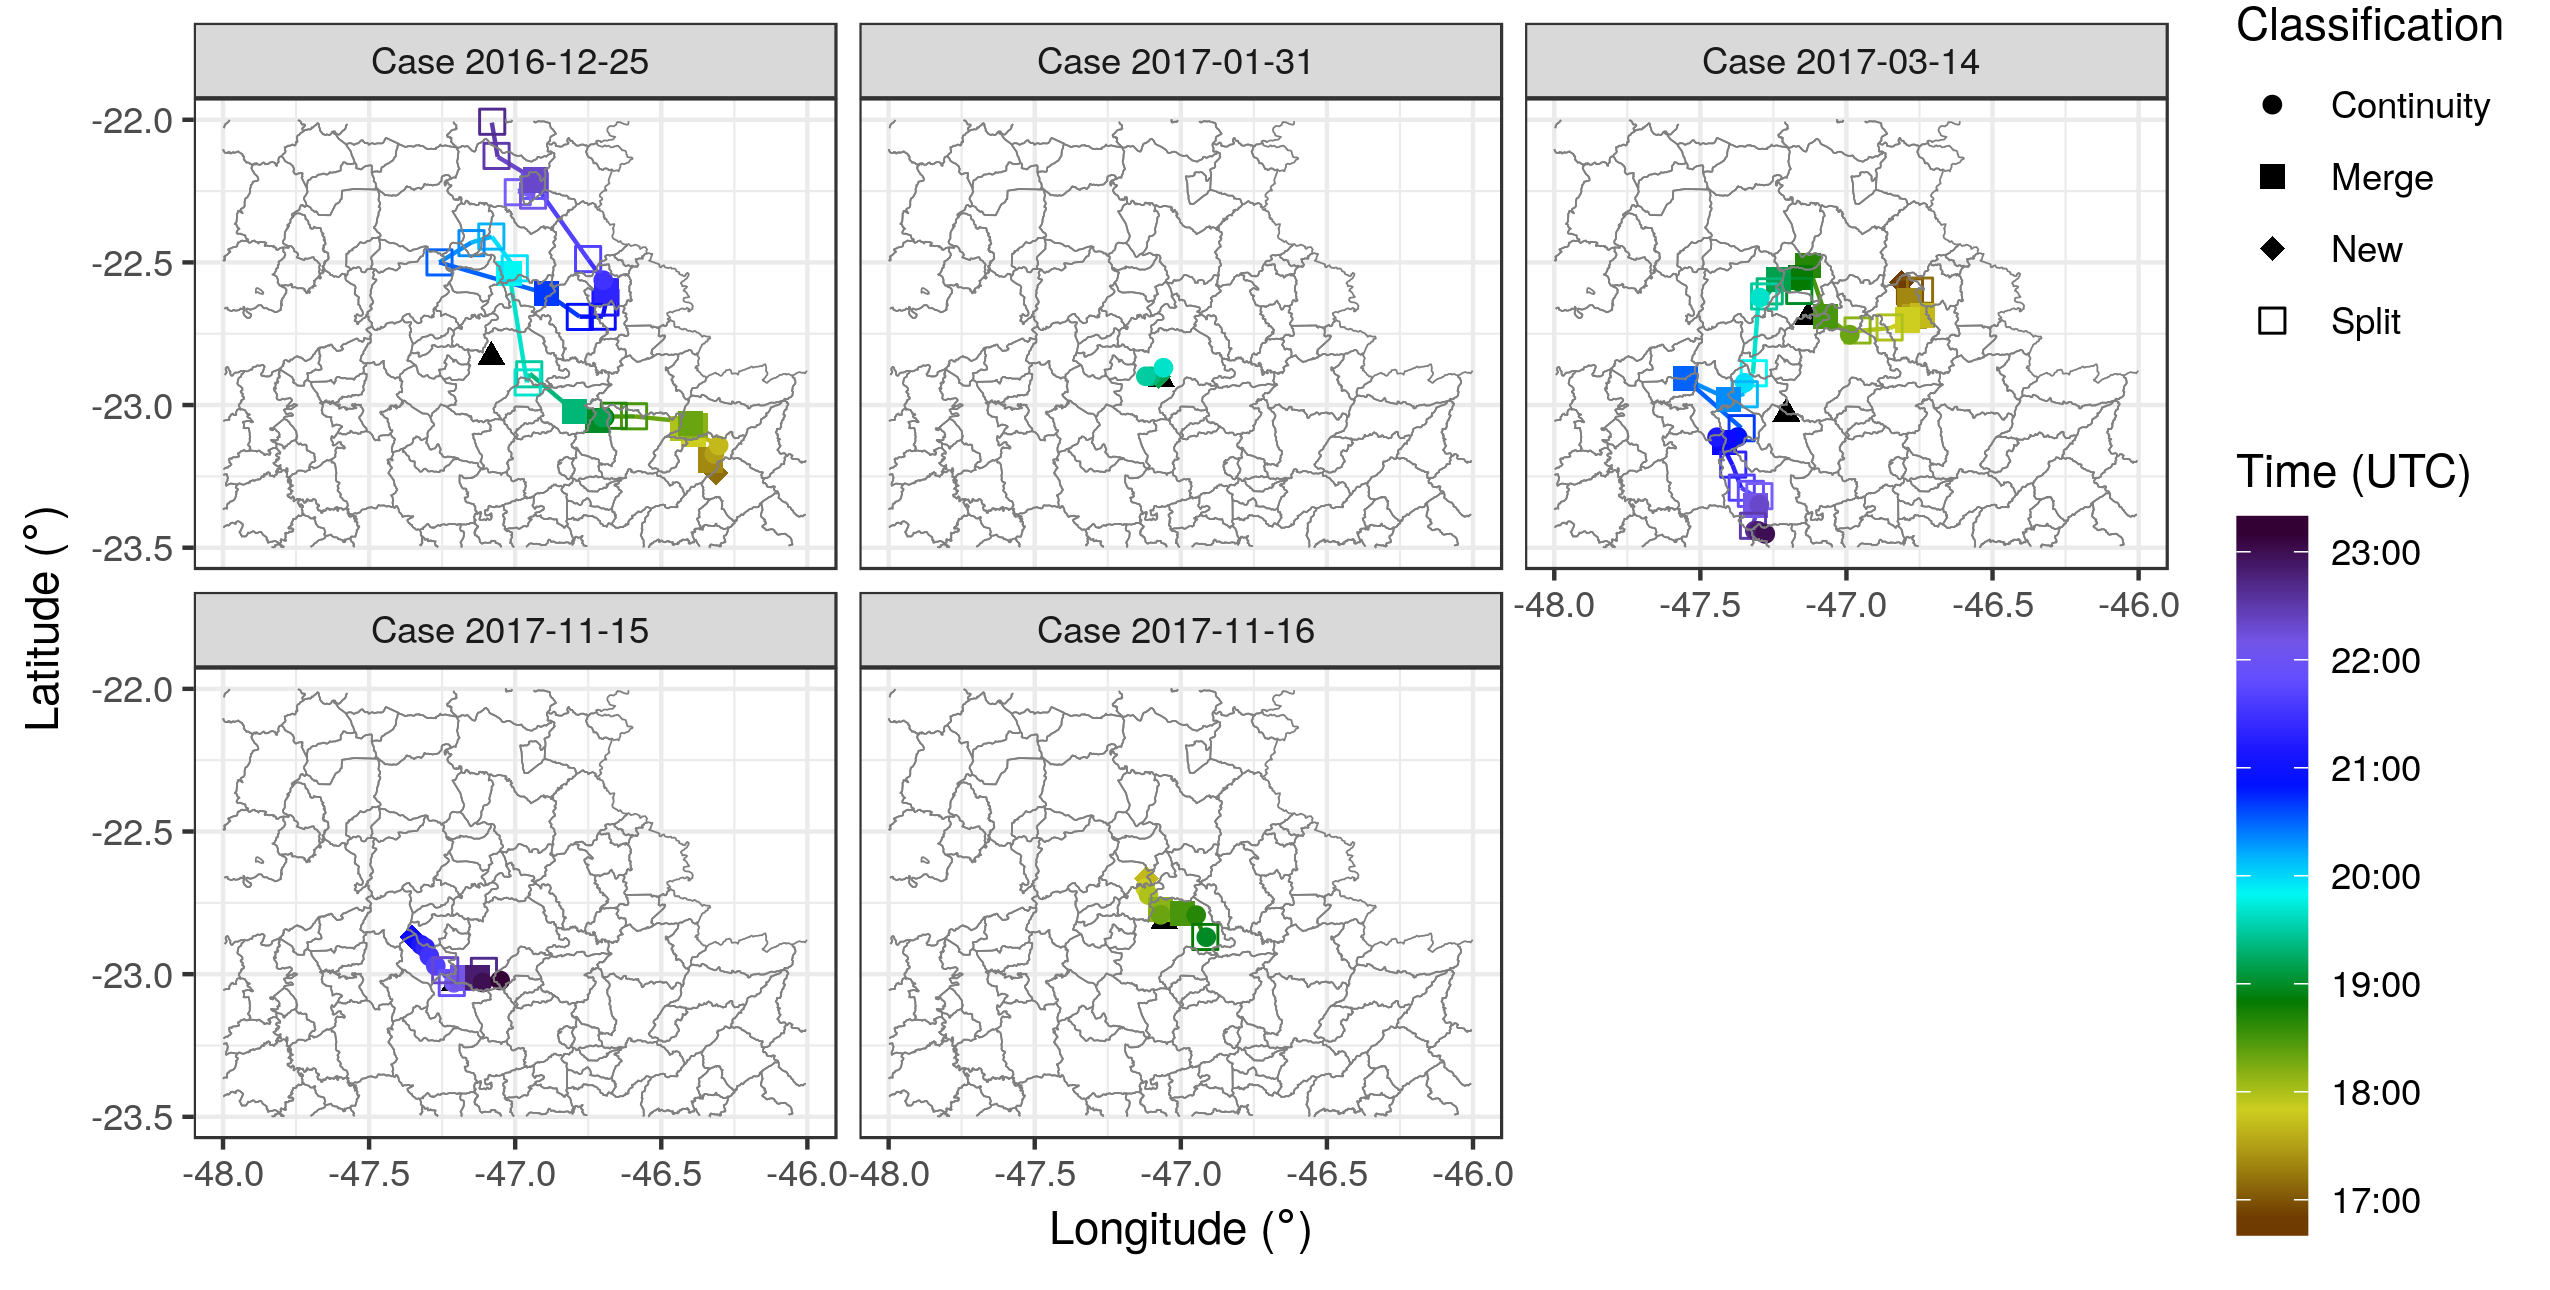 Case 2016-12-25
Case 2017-01-31
Case 2017-03-14
-22.0
-22.5
-23.0
-23.5
-48.0 -47.5 -47.0 -46.5 -46.0
Case 2017-11-15
Case 2017-11-16
-22.0
-22.5
-23.0
-23.5
-48.0 -47.5 -47.0 -46.5 -46.0
-48.0 -47.5 -47.0 -46.5 -46.0
Longitude (°)
Latitude (°)
Classification
Continuity
Merge
New
Split
Time (UTC)
23:00
22:00
21:00
20:00
19:00
18:00
17:00